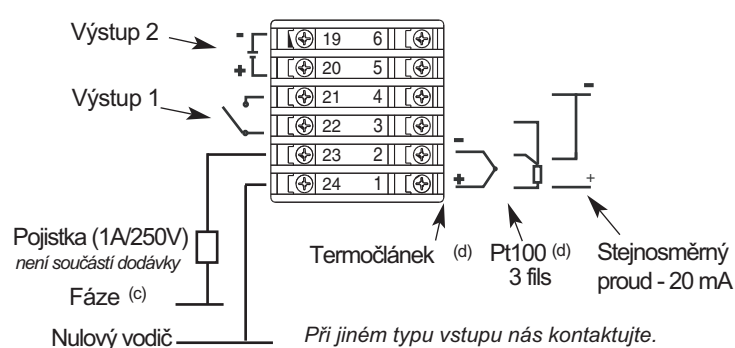 Výstup 2
-
+
19 6
20 5
Výstup 1
21 4
22 3
23 2
24 1
-
+
-
+
Pojistka (1A/250V)
není součástí dodávky
Fáze (c)
Nulový vodič
Termočlánek (d)
Pt100 (d)
3 fils
Stejnosměrný
proud - 20 mA
Při jiném typu vstupu nás kontaktujte.